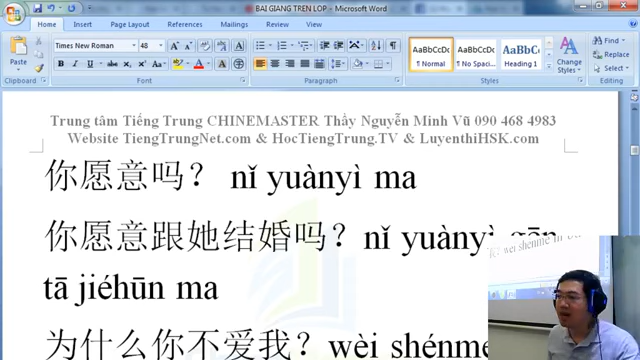 BAI GIANG TREN LOP - Microsoft Word
Home Insert Page Layout References Mailings Review View
Paste Times New Roman 48 AaBbCcDc AaBbCcDc AaBbC Change Styles Find Replace Select
¶ Normal ¶ No Spaci... Heading 1
Clipboard Font Paragraph Styles Editing
Trung tâm Tiếng Trung CHINEMASTER Thầy Nguyễn Minh Vũ 090 468 4983
Website TiengTrungNet.com & HocTiengTrung.TV & LuyenthiHSK.com
你愿意吗？ nǐ yuànyì ma
你愿意跟她结婚吗？nǐ yuànyì gēn
tā jiéhūn ma
为什么你不爱我？wèi shénme